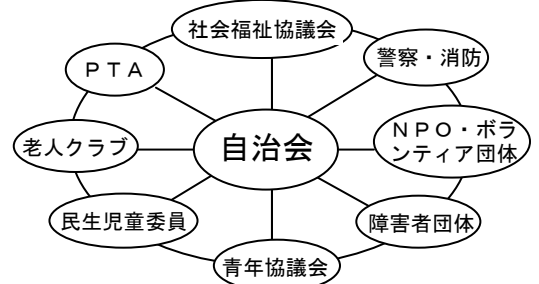 社会福祉協議会
警察・消防
ＰＴＡ
ＮＰＯ・ボラ
ンティア団体
老人クラブ
自治会
民生児童委員
障害者団体
青年協議会